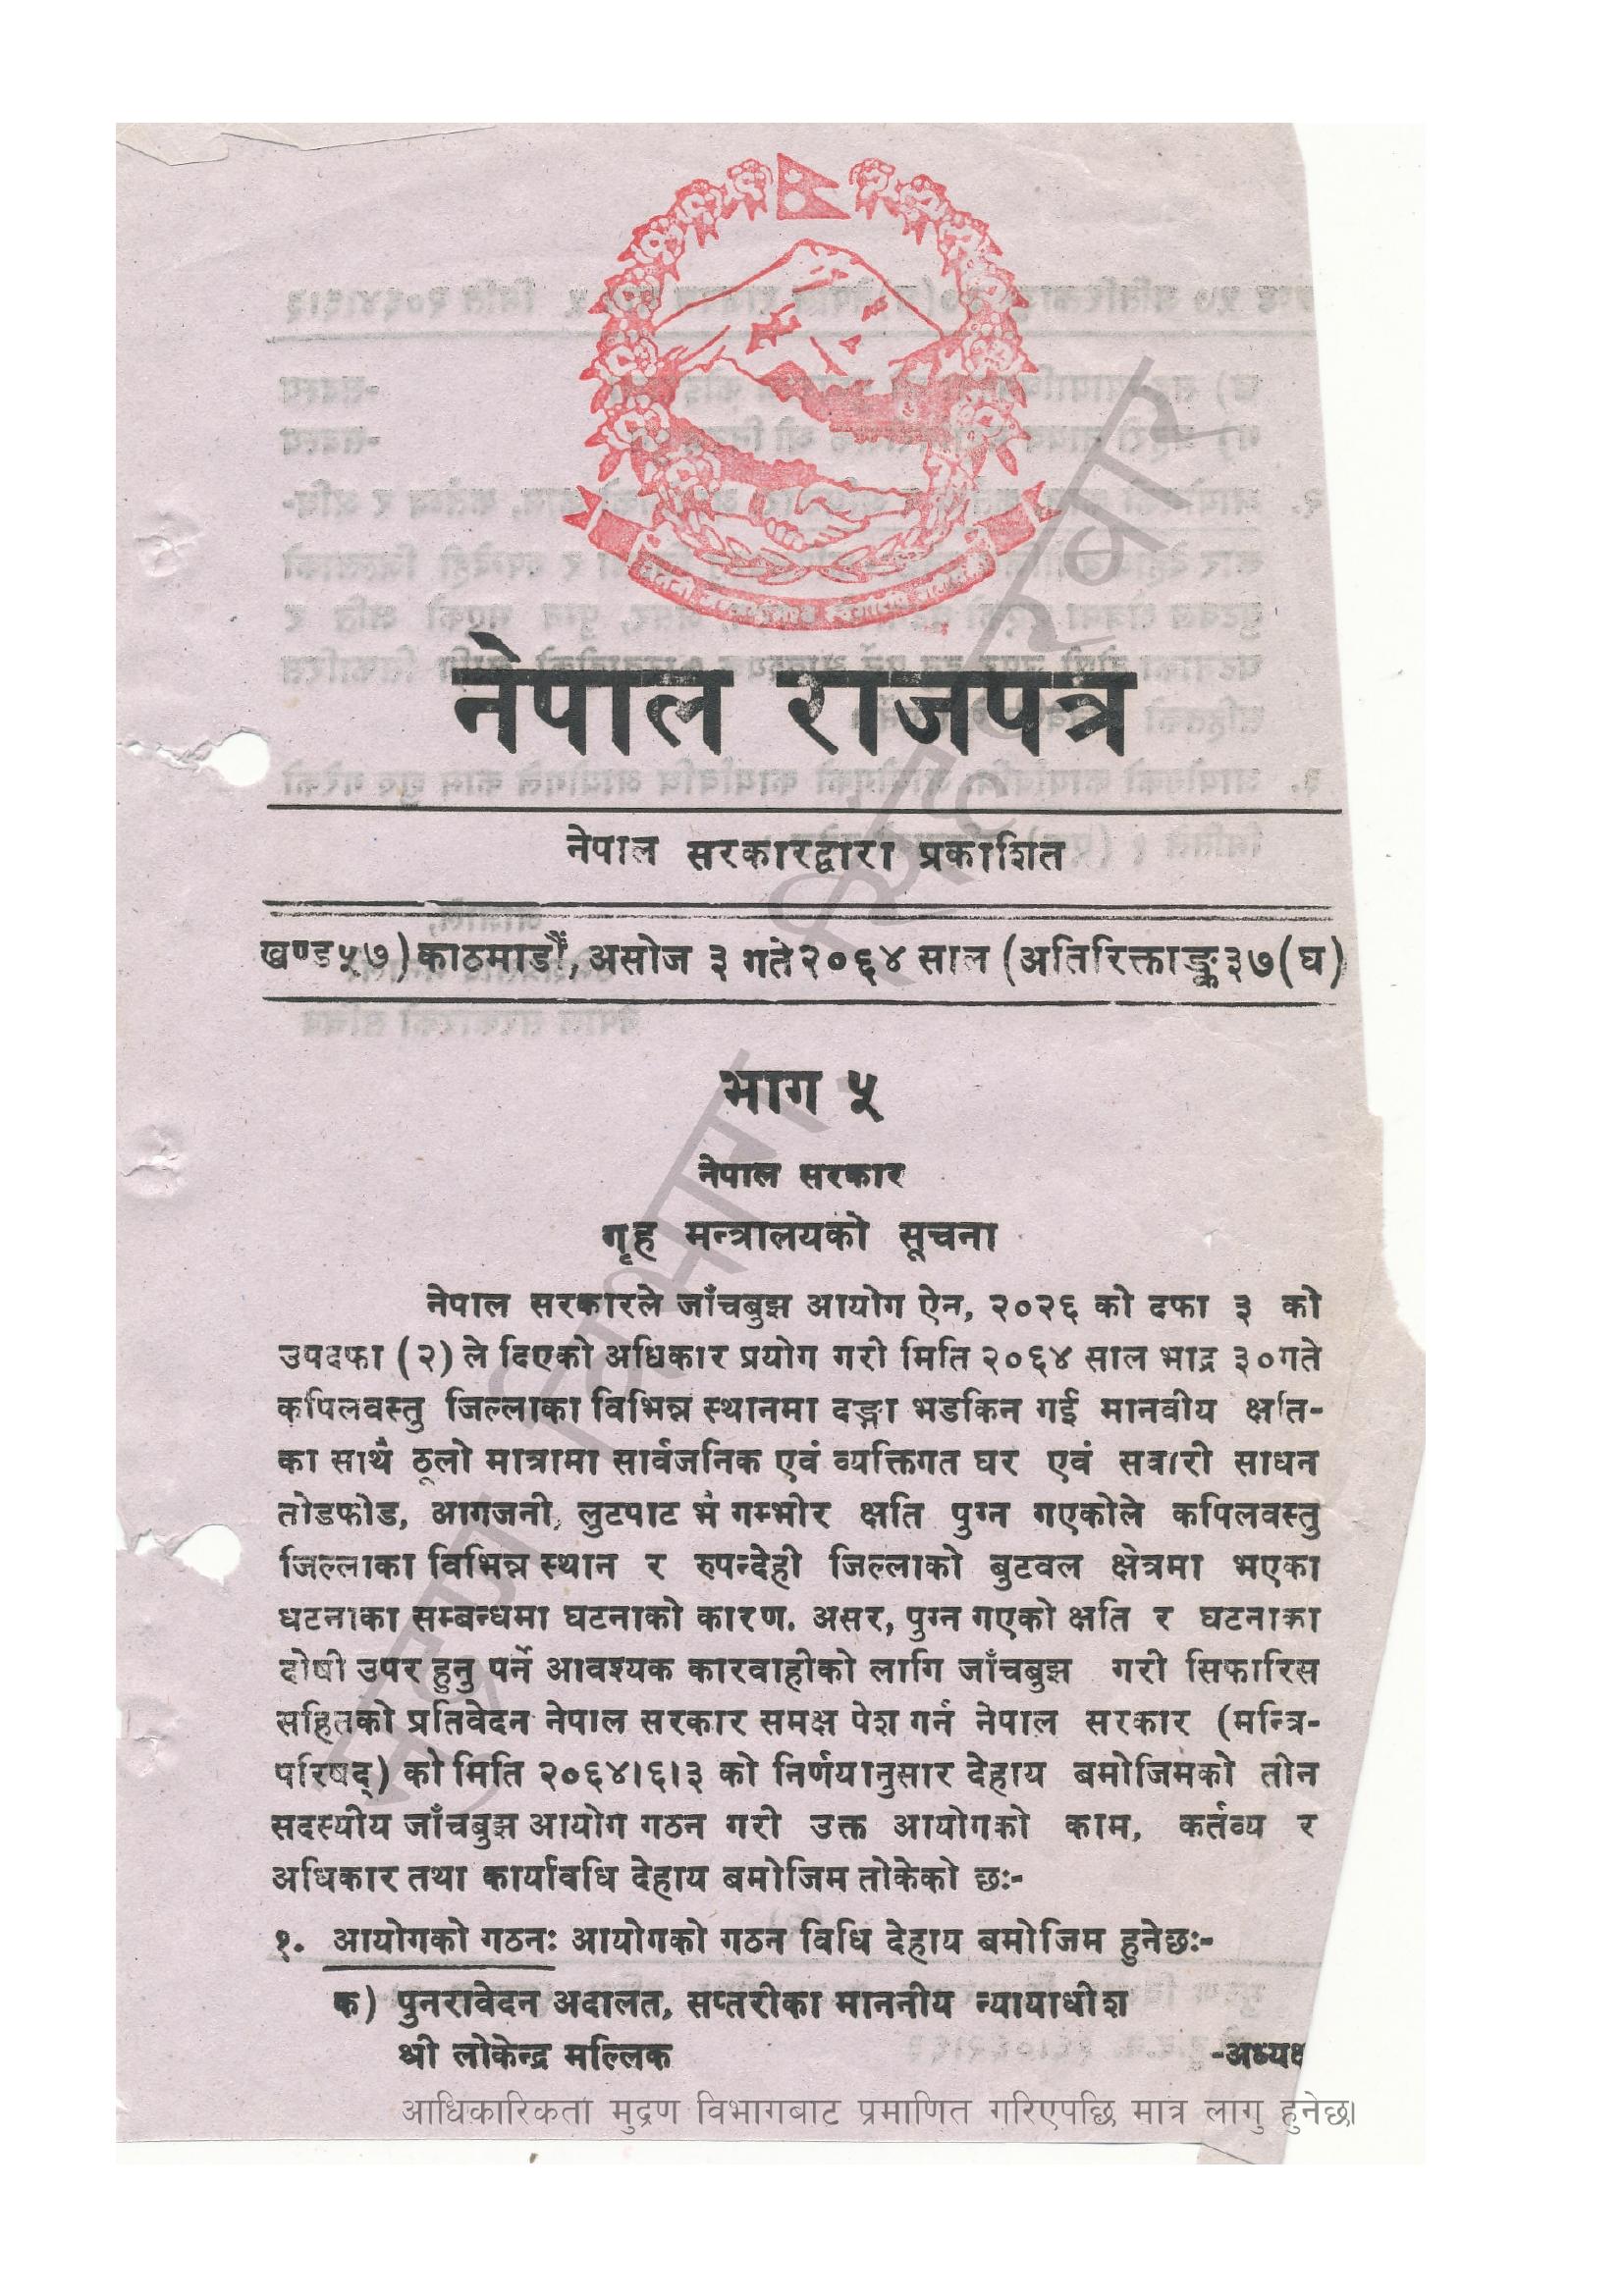 नेपाल राजपत्र
नेपाल सरकारद्वारा प्रकाशित
खण्ड ५७) काठमाडौं, असोज ३ गते २०६४ साल (अतिरिक्ताङ्क ३७(घ)
भाग ५
नेपाल सरकार
गृह मन्त्रालयको सूचना
नेपाल सरकारले जाँचबुझ आयोग ऐन, २०२६ को दफा ३ को
उपदफा (२) ले दिएको अधिकार प्रयोग गरी मिति २०६४ साल भाद्र ३० गते
कपिलवस्तु जिल्लाका विभिन्न स्थानमा दङ्गा भडकिन गई मानवीय क्षति-
का साथै ठूलो मात्रामा सार्वजनिक एवं व्यक्तिगत घर एवं सवारी साधन
तोडफोड, आगजनी, लुटपाट भै गम्भीर क्षति पुग्न गएकोले कपिलवस्तु
जिल्लाका विभिन्न स्थान र रुपन्देही जिल्लाको बुटवल क्षेत्रमा भएका
घटनाका सम्बन्धमा घटनाको कारण, असर, पुग्न गएको क्षति र घटनाका
दोषी उपर हुनु पर्ने आवश्यक कारवाहीको लागि जाँचबुझ गरी सिफारिस
सहितको प्रतिवेदन नेपाल सरकार समक्ष पेश गर्न नेपाल सरकार (मन्त्रि-
परिषद्) को मिति २०६४।६।३ को निर्णयानुसार देहाय बमोजिमको तीन
सदस्यीय जाँचबुझ आयोग गठन गरी उक्त आयोगको काम, कर्तव्य र
अधिकार तथा कार्यावधि देहाय बमोजिम तोकेको छः-
१. आयोगको गठनः आयोगको गठन विधि देहाय बमोजिम हुनेछः-
क) पुनरावेदन अदालत, सप्तरीका माननीय न्यायाधीश
श्री लोकेन्द्र मल्लिक -अध्यक्ष
आधिकारिकता मुद्रण विभागबाट प्रमाणित गरिएपछि मात्र लागु हुनेछ।